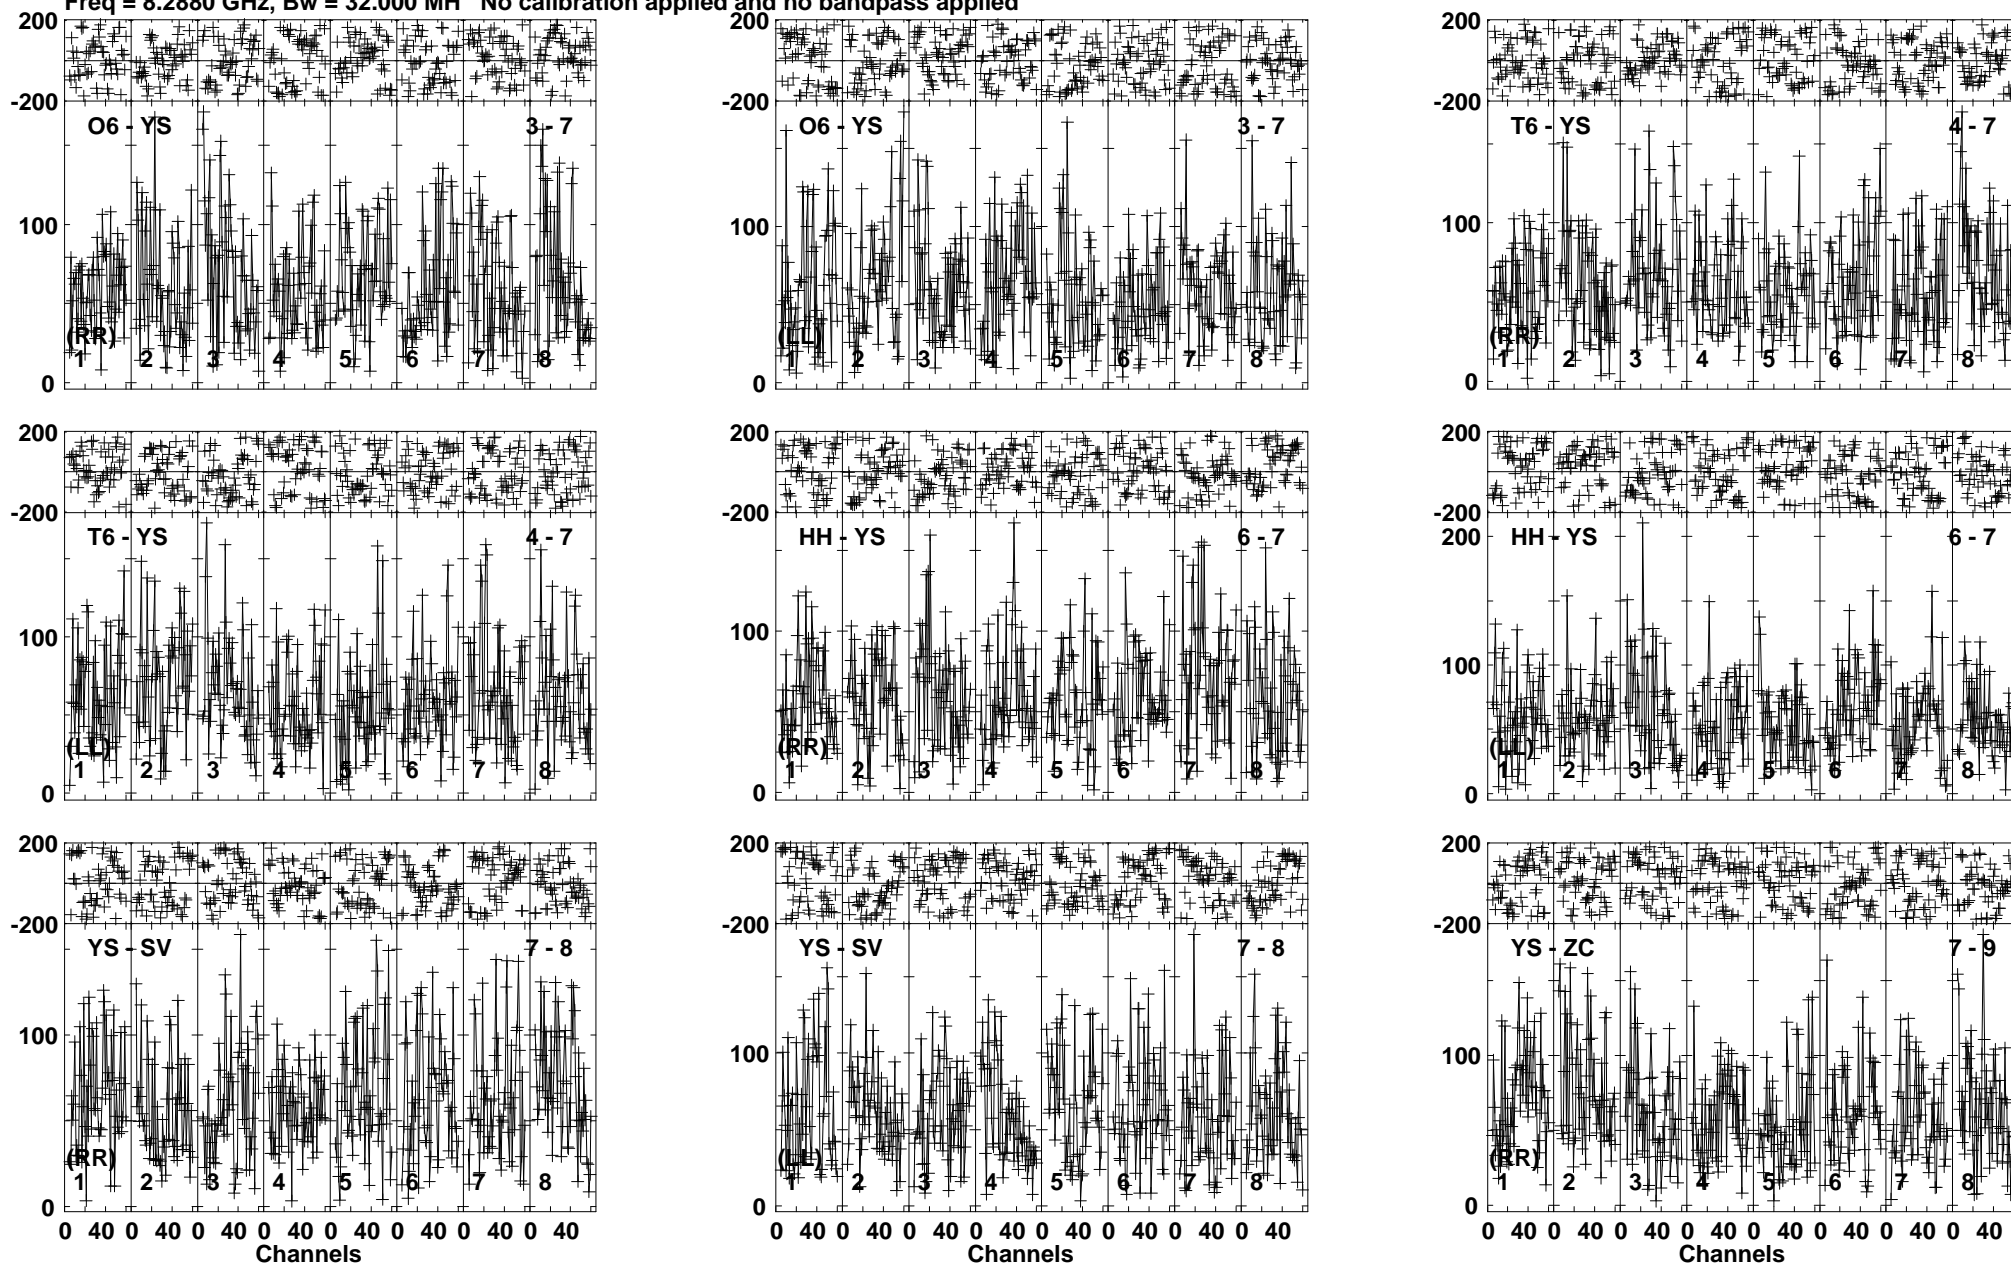 Freq = 8.2880 GHz, Bw = 32.000 MH No calibration applied and no bandpass applied
200
-200
O6 - YS 3 - 7
100
(RR)
1 2 3 4 5 6 7 8
0
200
-200
O6 - YS 3 - 7
100
(LL)
1 2 3 4 5 6 7 8
0
200
-200
T6 - YS 4 - 7
100
(RR)
1 2 3 4 5 6 7 8
0
200
-200
T6 - YS 4 - 7
100
(LL)
1 2 3 4 5 6 7 8
0
200
-200
HH - YS 6 - 7
100
(RR)
1 2 3 4 5 6 7 8
0
200
-200
HH - YS 6 - 7
200
100
(LL)
1 2 3 4 5 6 7 8
0
200
-200
YS - SV 7 - 8
100
(RR)
1 2 3 4 5 6 7 8
0
0 40 0 40 0 40 0 40 0 40 0 40 0 40 0 40
Channels
200
-200
YS - SV 7 - 8
100
(LL)
1 2 3 4 5 6 7 8
0
0 40 0 40 0 40 0 40 0 40 0 40 0 40 0 40
Channels
200
-200
YS - ZC 7 - 9
100
(RR)
1 2 3 4 5 6 7 8
0
0 40 0 40 0 40 0 40 0 40 0 40 0 40 0 40
Channels